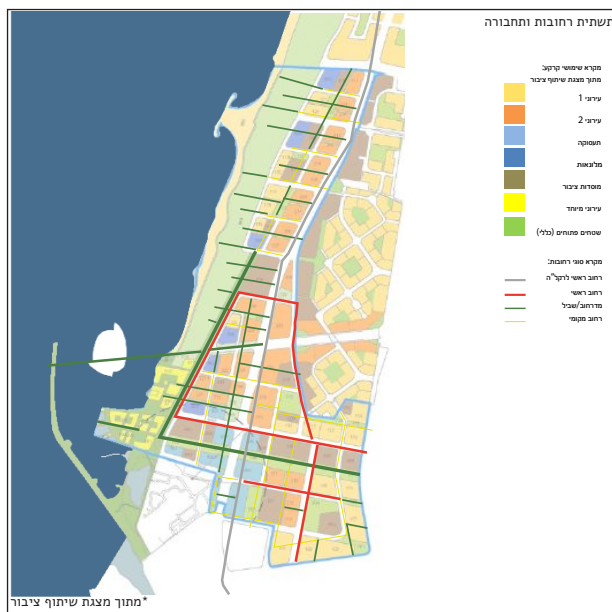 תשתית רחובות ותחבורה
מקרא שימושי קרקע:
מתוך מצגת שיתוף ציבור
עירוני 1
עירוני 2
תעסוקה
מלונאות
מוסדות ציבור
עירוני מיוחד
שטחים פתוחים (כללי)
מקרא סוגי רחובות:
רחוב ראשי לרקל"ה
רחוב ראשי
מדרחוב/שביל
רחוב מקומי
*מתוך מצגת שיתוף ציבור